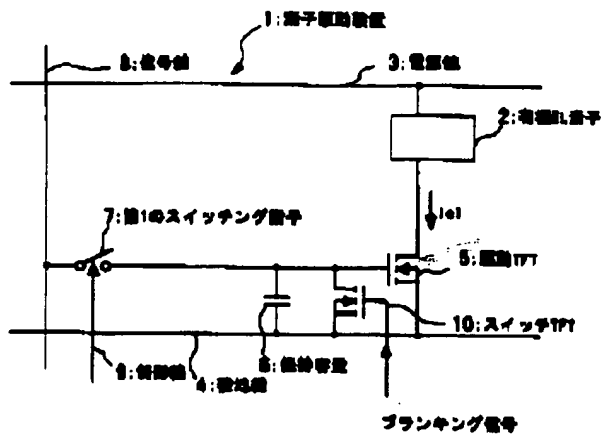 1:素子駆動装置
8:信号線
3:電源線
2:有機EL素子
Iel
7:第1のスイッチング素子
5:駆動TFT
10:スイッチTFT
6:保持容量
9:制御線
4:接地線
ブランキング信号